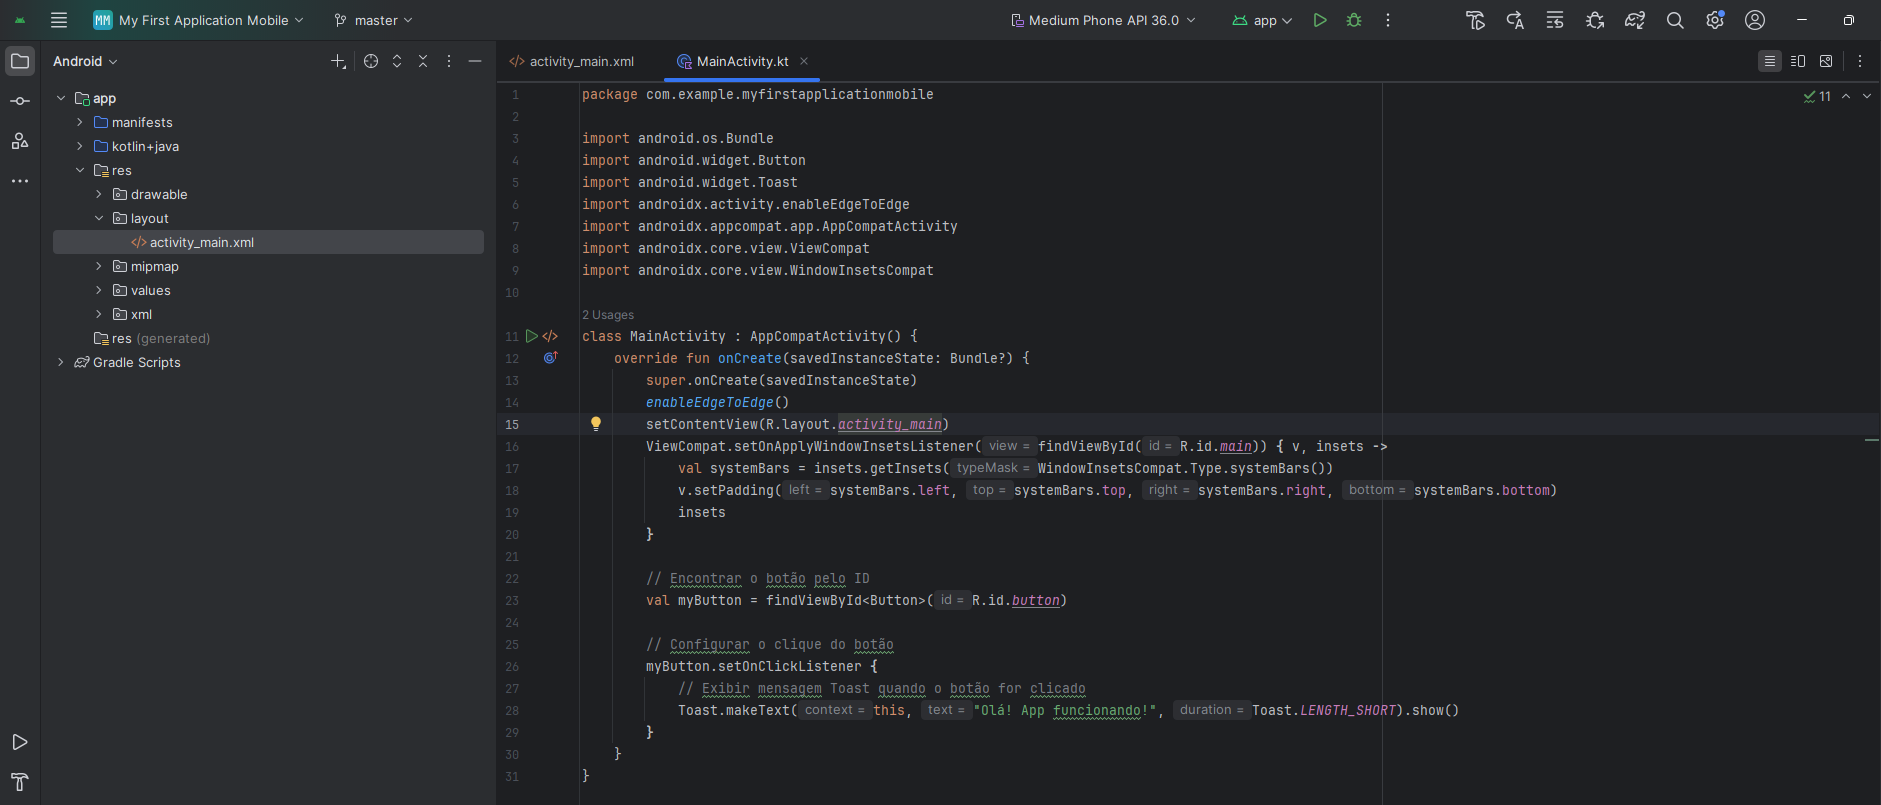 MM My First Application Mobile
master
Medium Phone API 36.0
app
Android
app
manifests
kotlin+java
res
drawable
layout
</> activity_main.xml
mipmap
values
xml
res (generated)
Gradle Scripts
</> activity_main.xml
MainActivity.kt ×
11
1 package com.example.myfirstapplicationmobile
2
3 import android.os.Bundle
4 import android.widget.Button
5 import android.widget.Toast
6 import androidx.activity.enableEdgeToEdge
7 import androidx.appcompat.app.AppCompatActivity
8 import androidx.core.view.ViewCompat
9 import androidx.core.view.WindowInsetsCompat
10
2 Usages
11 </> class MainActivity : AppCompatActivity() {
12 override fun onCreate(savedInstanceState: Bundle?) {
13 super.onCreate(savedInstanceState)
14 enableEdgeToEdge()
15 setContentView(R.layout.activity_main)
16 ViewCompat.setOnApplyWindowInsetsListener( view = findViewById( id = R.id.main)) { v, insets ->
17 val systemBars = insets.getInsets( typeMask = WindowInsetsCompat.Type.systemBars())
18 v.setPadding( left = systemBars.left, top = systemBars.top, right = systemBars.right, bottom = systemBars.bottom)
19 insets
20 }
21
22 // Encontrar o botão pelo ID
23 val myButton = findViewById<Button>( id = R.id.button)
24
25 // Configurar o clique do botão
26 myButton.setOnClickListener {
27 // Exibir mensagem Toast quando o botão for clicado
28 Toast.makeText( context = this, text = "Olá! App funcionando!", duration = Toast.LENGTH_SHORT).show()
29 }
30 }
31 }